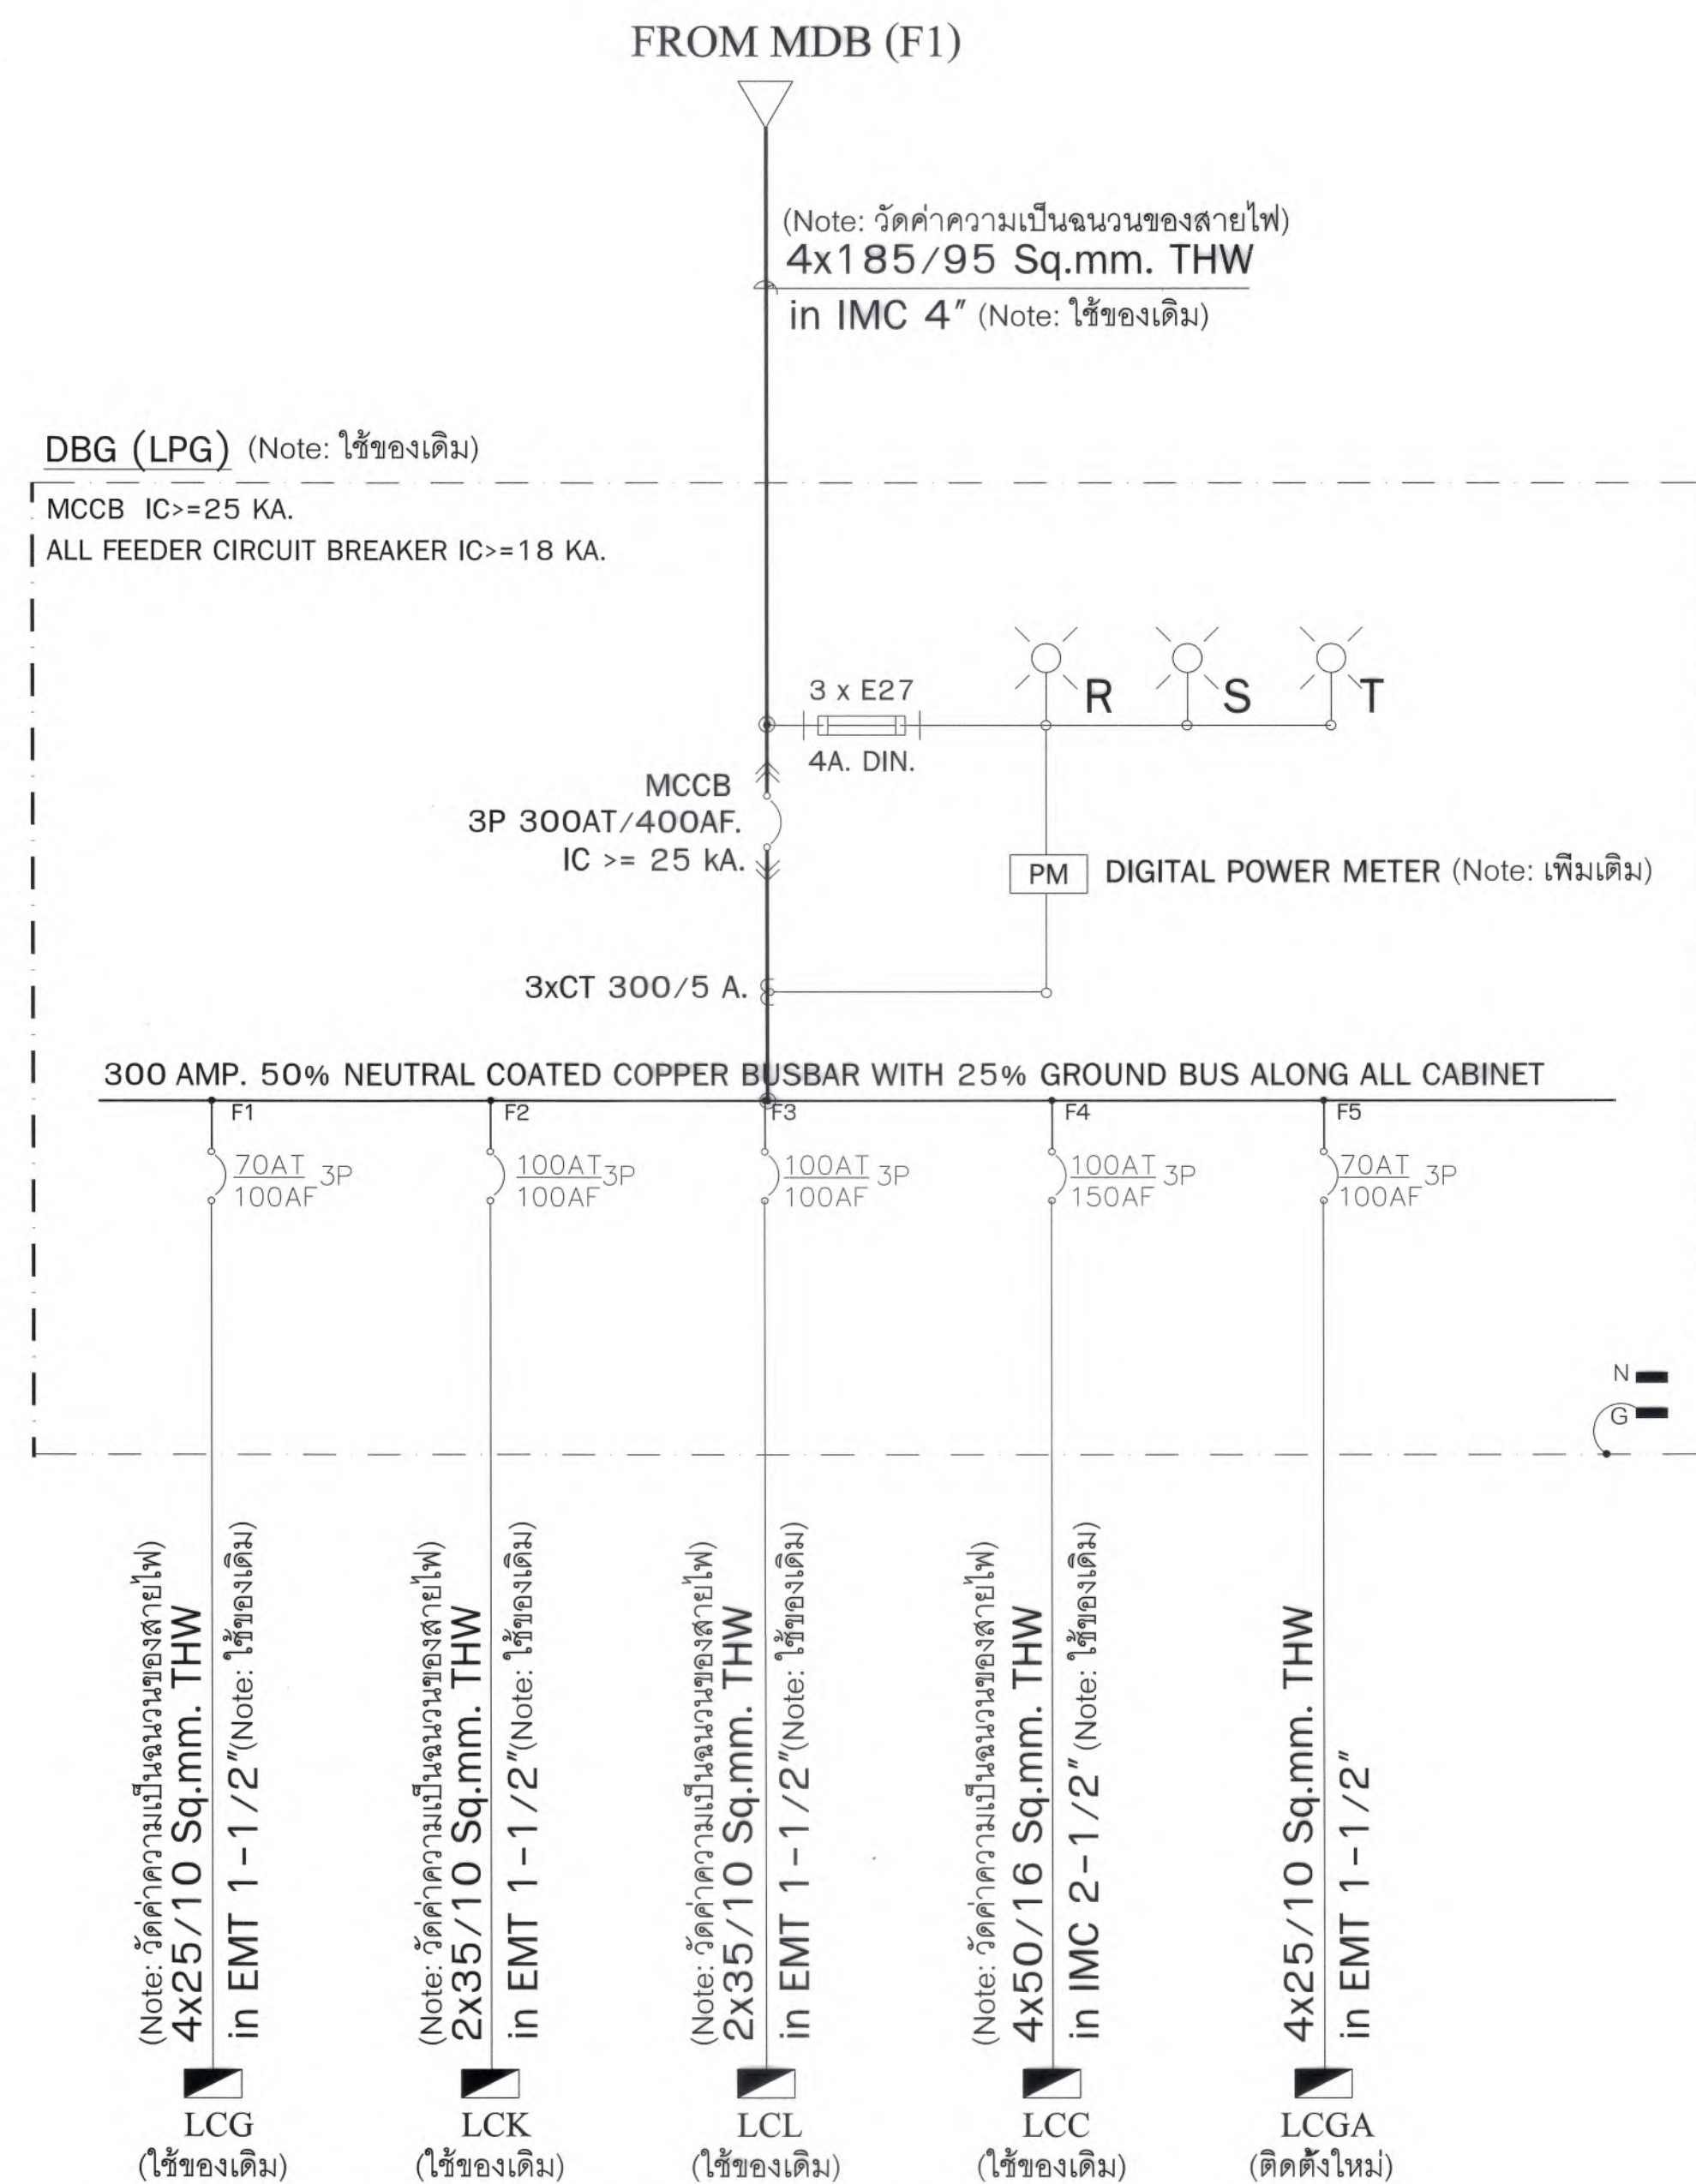 FROM MDB (F1)
(Note: วัดค่าความเป็นฉนวนของสายไฟ)
4x185/95 Sq.mm. THW
in IMC 4" (Note: ใช้ของเดิม)
DBG (LPG) (Note: ใช้ของเดิม)
MCCB IC>=25 KA.
ALL FEEDER CIRCUIT BREAKER IC>=18 KA.
3 x E27
4A. DIN.
R
S
T
MCCB
3P 300AT/400AF.
IC >= 25 kA.
PM
DIGITAL POWER METER (Note: เพิ่มเติม)
3xCT 300/5 A.
300 AMP. 50% NEUTRAL COATED COPPER BUSBAR WITH 25% GROUND BUS ALONG ALL CABINET
F1
70AT
100AF
3P
F2
100AT
100AF
3P
F3
100AT
100AF
3P
F4
100AT
150AF
3P
F5
70AT
100AF
3P
N
G
(Note: วัดค่าความเป็นฉนวนของสายไฟ)
4x25/10 Sq.mm. THW
in EMT 1-1/2"(Note: ใช้ของเดิม)
(Note: วัดค่าความเป็นฉนวนของสายไฟ)
2x35/10 Sq.mm. THW
in EMT 1-1/2"(Note: ใช้ของเดิม)
(Note: วัดค่าความเป็นฉนวนของสายไฟ)
2x35/10 Sq.mm. THW
in EMT 1-1/2"(Note: ใช้ของเดิม)
(Note: วัดค่าความเป็นฉนวนของสายไฟ)
4x50/16 Sq.mm. THW
in IMC 2-1/2" (Note: ใช้ของเดิม)
4x25/10 Sq.mm. THW
in EMT 1-1/2"
LCG
(ใช้ของเดิม)
LCK
(ใช้ของเดิม)
LCL
(ใช้ของเดิม)
LCC
(ใช้ของเดิม)
LCGA
(ติดตั้งใหม่)